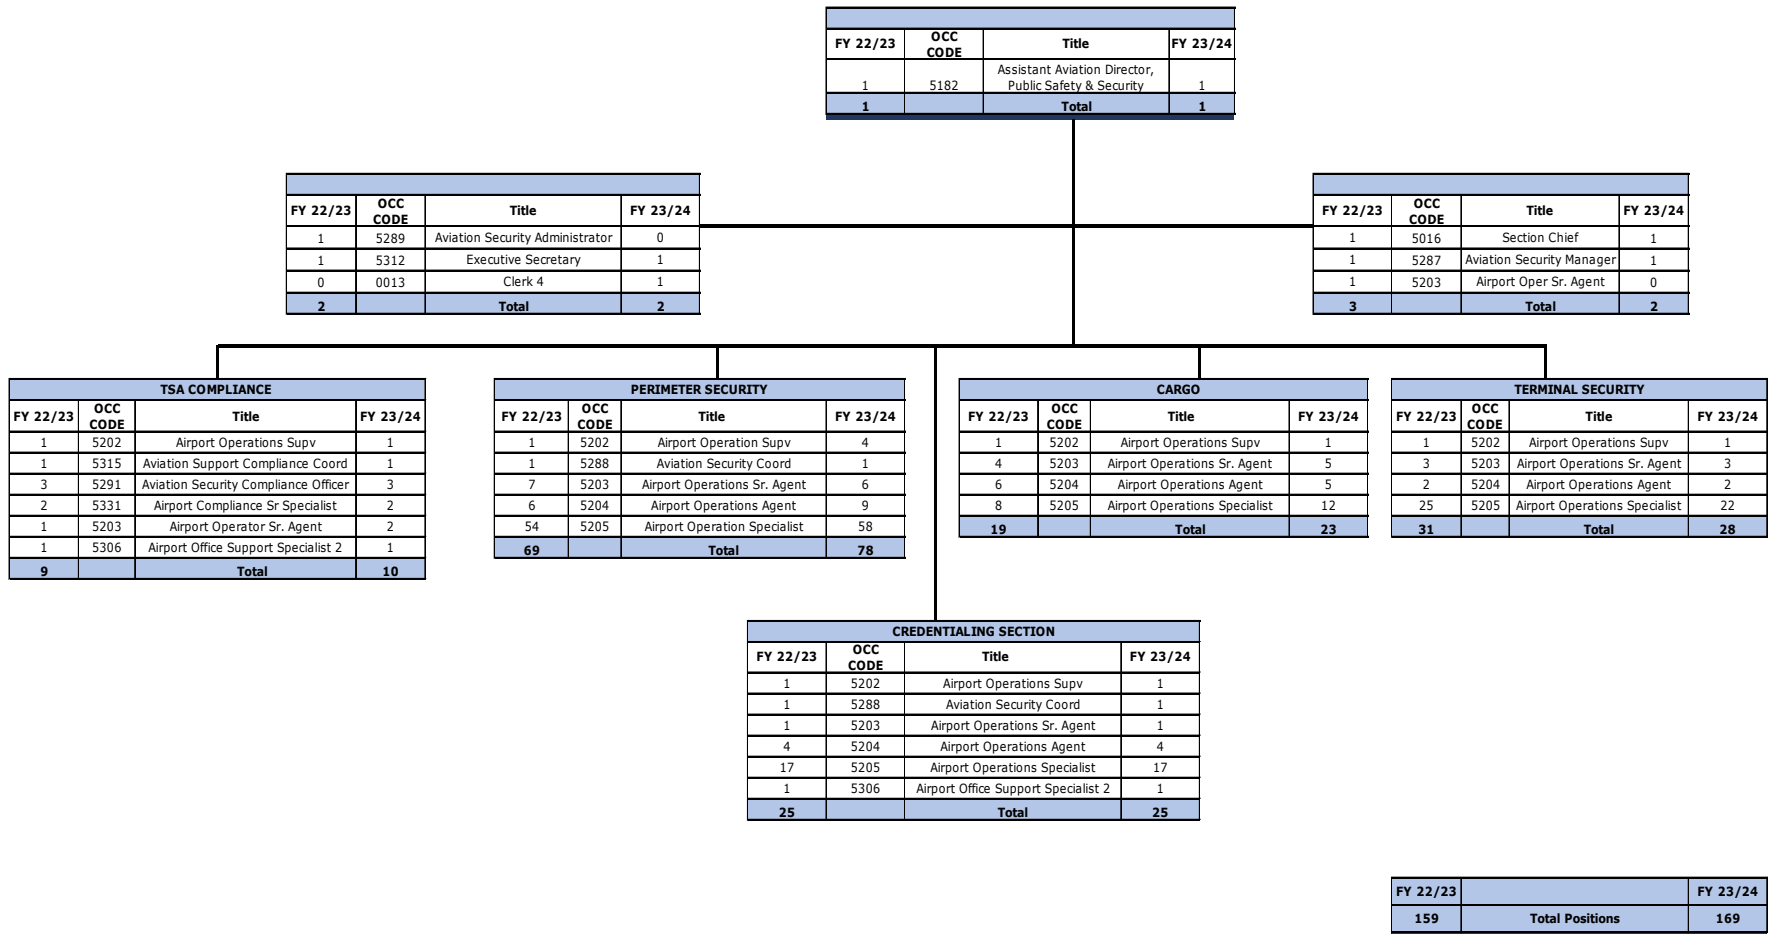 FY 22/23 OCC CODE Title FY 23/24
Assistant Aviation Director,
1 5182 Public Safety & Security 1
1 Total 1
FY 22/23 OCC CODE Title FY 23/24
1 5289 Aviation Security Administrator 0
1 5312 Executive Secretary 1
0 0013 Clerk 4 1
2 Total 2
FY 22/23 OCC CODE Title FY 23/24
1 5016 Section Chief 1
1 5287 Aviation Security Manager 1
1 5203 Airport Oper Sr. Agent 0
3 Total 2
TSA COMPLIANCE
FY 22/23 OCC CODE Title FY 23/24
1 5202 Airport Operations Supv 1
1 5315 Aviation Support Compliance Coord 1
3 5291 Aviation Security Compliance Officer 3
2 5331 Airport Compliance Sr Specialist 2
1 5203 Airport Operator Sr. Agent 2
1 5306 Airport Office Support Specialist 2 1
9 Total 10
PERIMETER SECURITY
FY 22/23 OCC CODE Title FY 23/24
1 5202 Airport Operation Supv 4
1 5288 Aviation Security Coord 1
7 5203 Airport Operations Sr. Agent 6
6 5204 Airport Operations Agent 9
54 5205 Airport Operation Specialist 58
69 Total 78
CARGO
FY 22/23 OCC CODE Title FY 23/24
1 5202 Airport Operations Supv 1
4 5203 Airport Operations Sr. Agent 5
6 5204 Airport Operations Agent 5
8 5205 Airport Operations Specialist 12
19 Total 23
TERMINAL SECURITY
FY 22/23 OCC CODE Title FY 23/24
1 5202 Airport Operations Supv 1
3 5203 Airport Operations Sr. Agent 3
2 5204 Airport Operations Agent 2
25 5205 Airport Operations Specialist 22
31 Total 28
CREDENTIALING SECTION
FY 22/23 OCC CODE Title FY 23/24
1 5202 Airport Operations Supv 1
1 5288 Aviation Security Coord 1
1 5203 Airport Operations Sr. Agent 1
4 5204 Airport Operations Agent 4
17 5205 Airport Operations Specialist 17
1 5306 Airport Office Support Specialist 2 1
25 Total 25
FY 22/23 FY 23/24
159 Total Positions 169